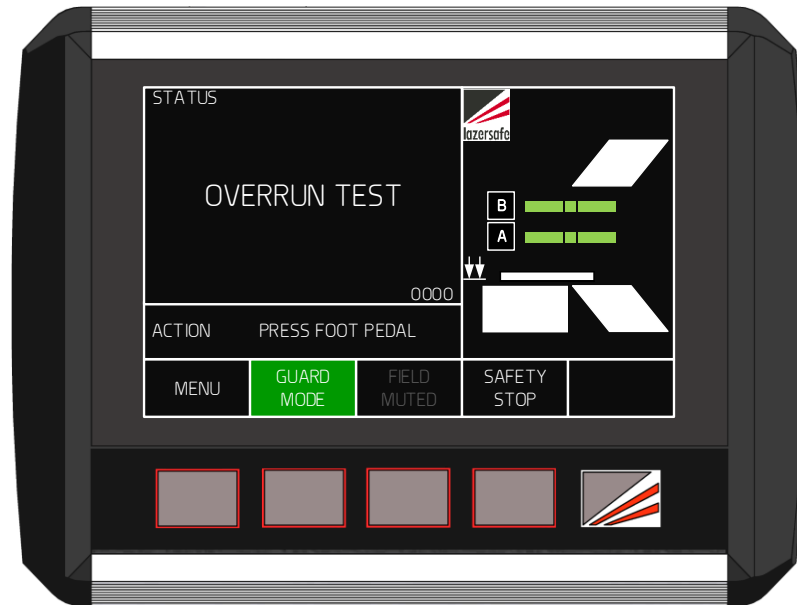 STATUS
lazersafe
OVERRUN TEST
B
A
0000
ACTION PRESS FOOT PEDAL
MENU
GUARD
MODE
FIELD
MUTED
SAFETY
STOP